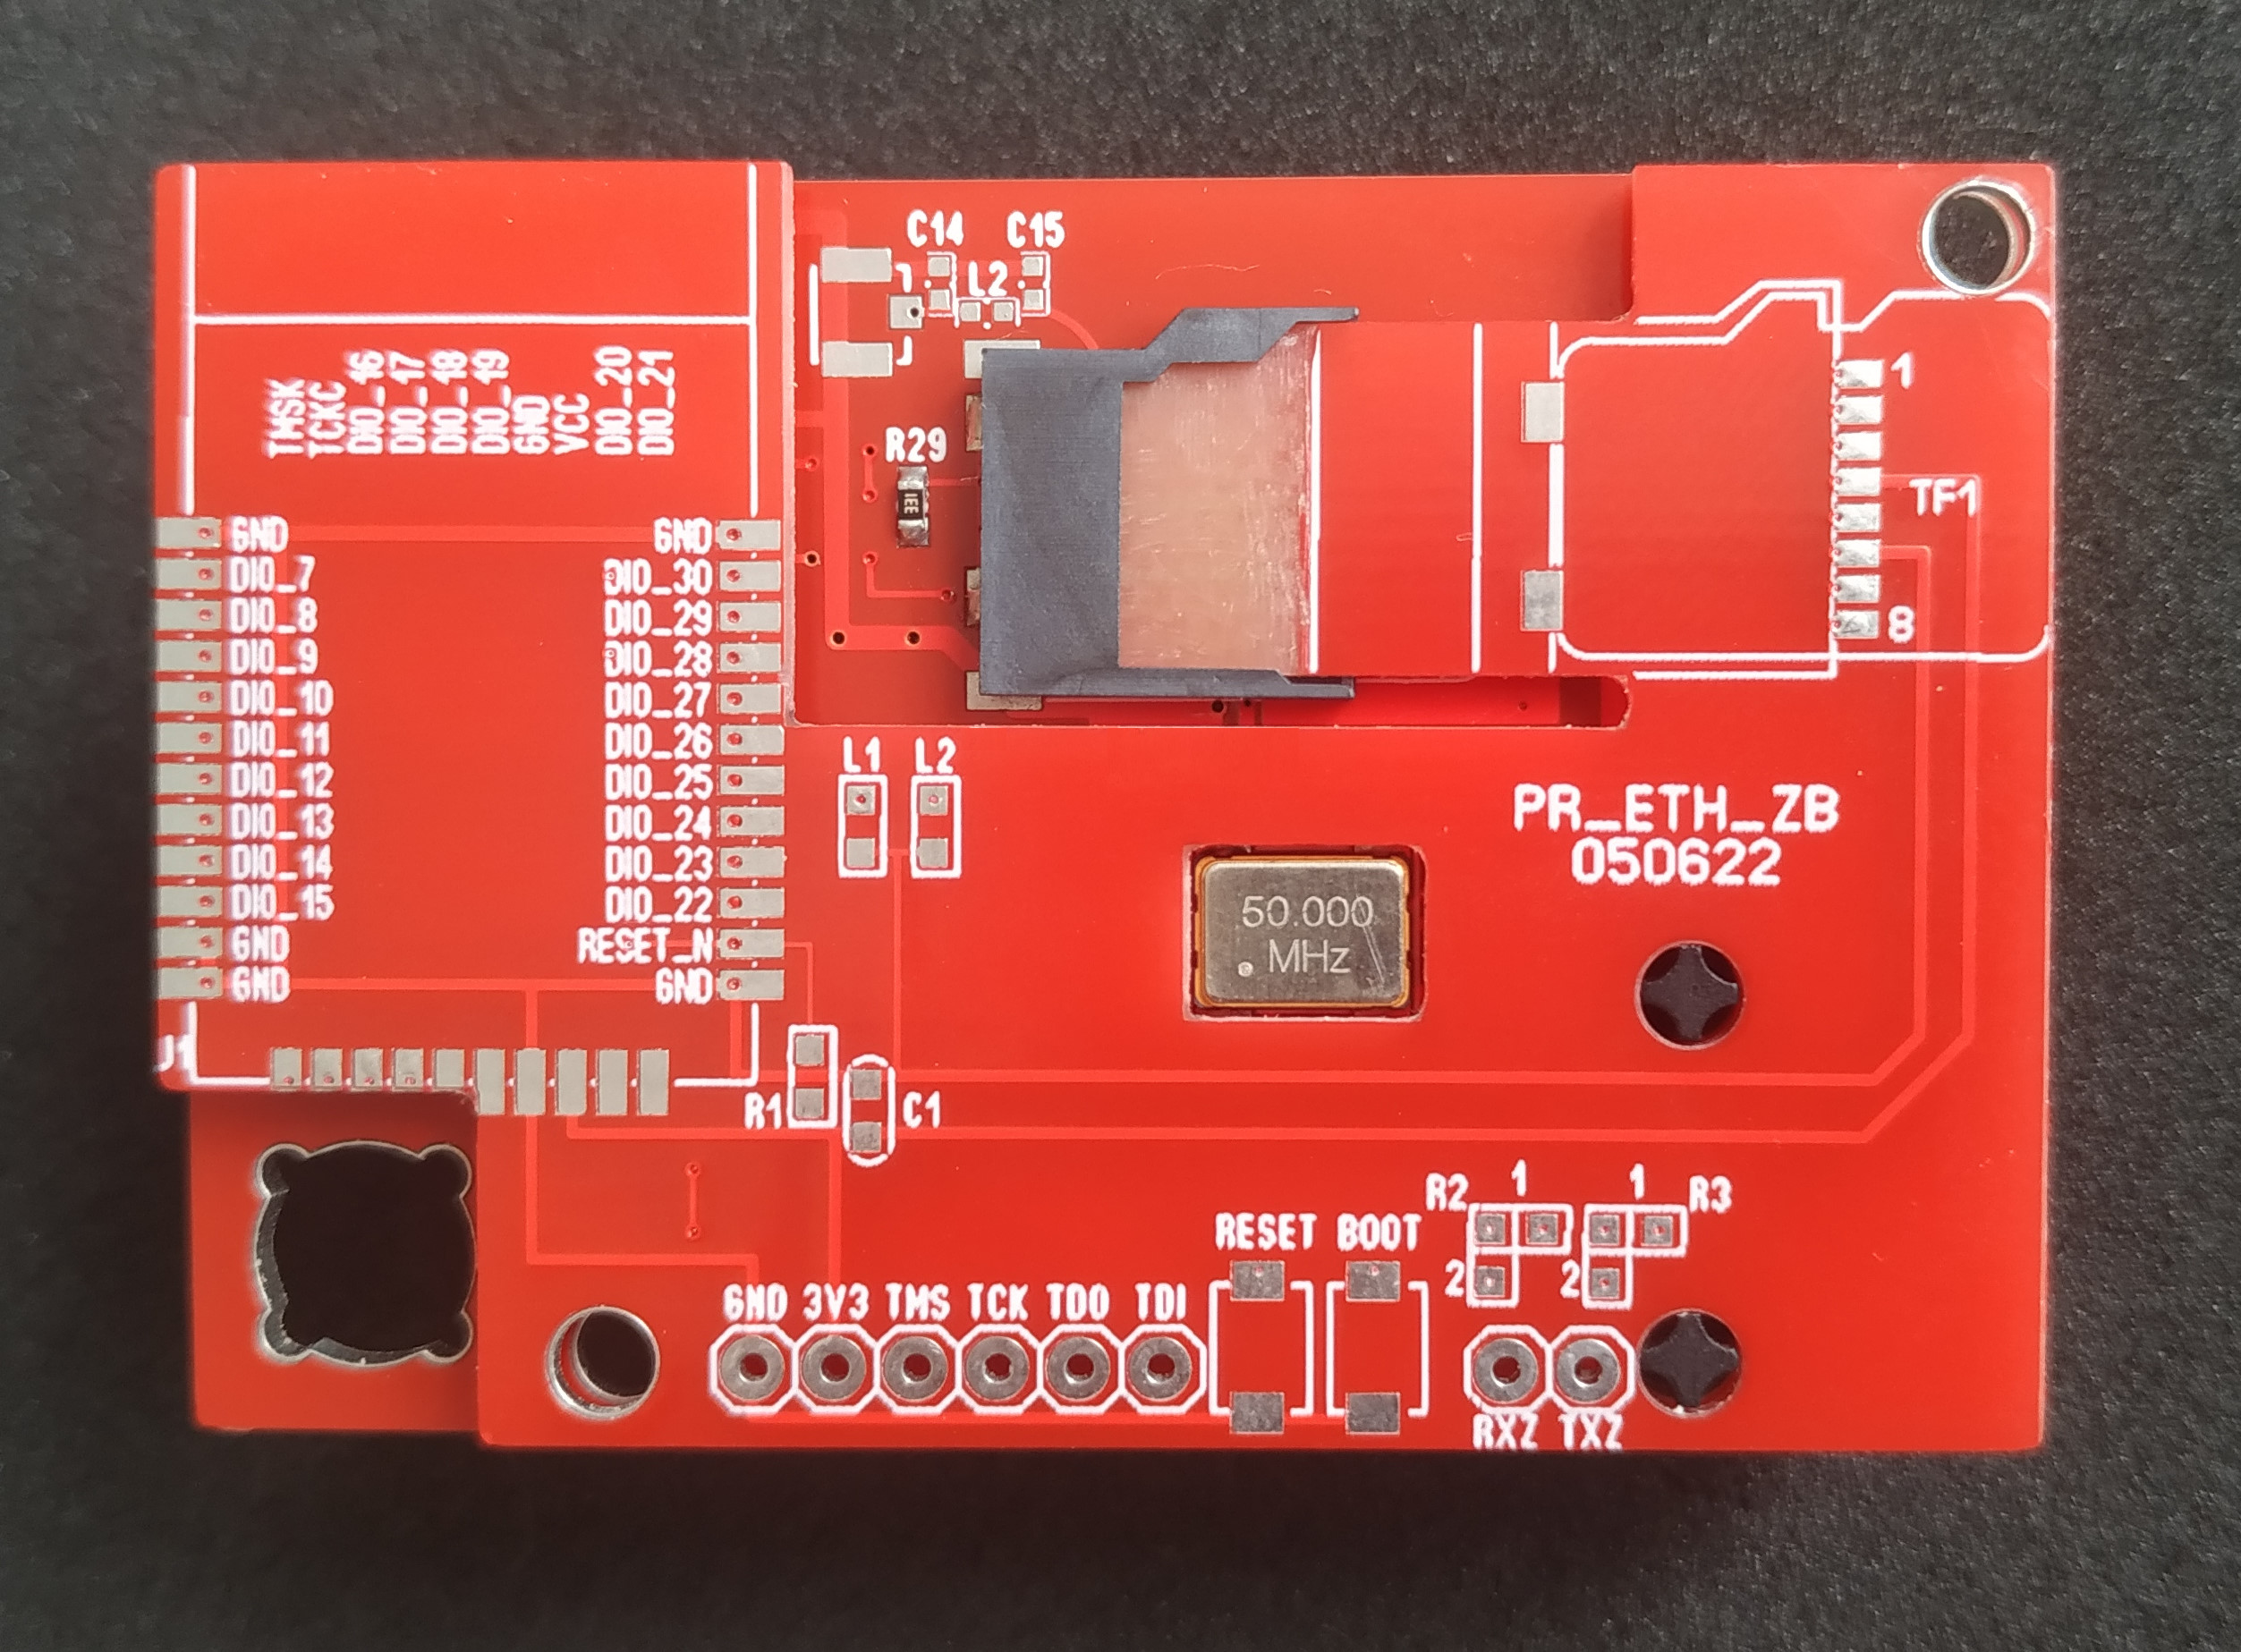 C14
C15
L2
TMSK
TCKC
DIO_16
DIO_17
DIO_18
DIO_19
GND
VCC
DIO_20
DIO_21
1
R29
TF1
GND
GND
DIO_7
DIO_30
DIO_8
DIO_29
8
DIO_9
DIO_28
DIO_10
DIO_27
DIO_11
DIO_26
L1
L2
DIO_12
DIO_25
PR_ETH_ZB
DIO_13
DIO_24
050622
DIO_14
DIO_23
DIO_15
DIO_22
50.000
MHz
GND
RESET_N
GND
GND
J1
R1
C1
R2
1
1
R3
RESET
BOOT
2
2
GND
3V3
TMS
TCK
TDO
TDI
RXZ
TXZ